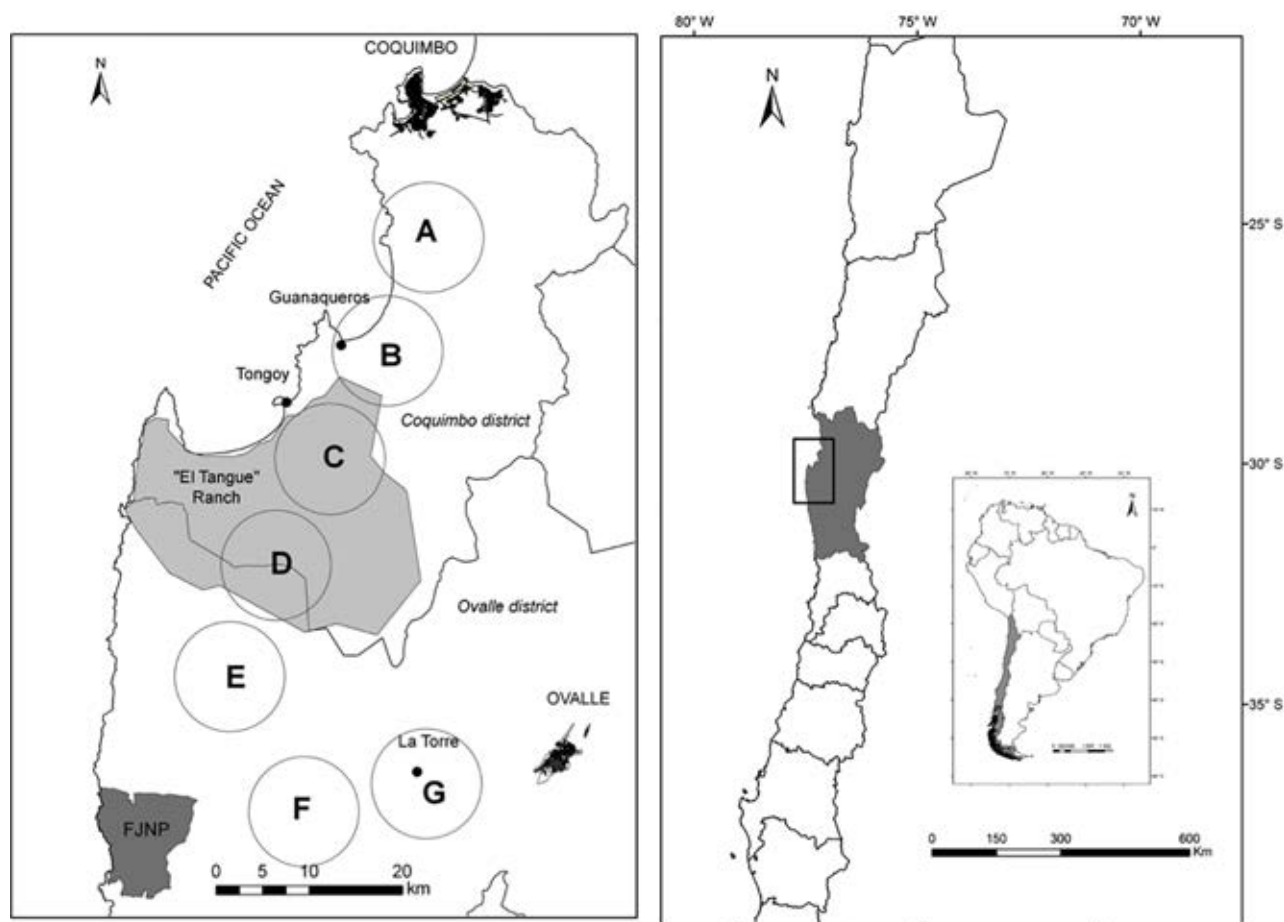 COQUIMBO
N
PACIFIC OCEAN
A
Guanaqueros
B
Tongoy
Coquimbo district
C
"El Tangue"
Ranch
D
Ovalle district
E
OVALLE
La Torre
G
F
FJNP
0 5 10 20
km
80° W 75° W 70° W
N
25° S
30° S
35° S
N
0 150 300 600
Km